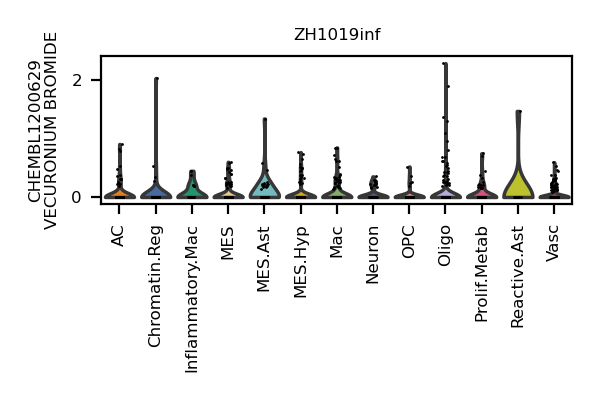 ZH1019inf
CHEMBL1200629
VECURONIUM BROMIDE
2
0
AC
Chromatin.Reg
Inflammatory.Mac
MES
MES.Ast
MES.Hyp
Mac
Neuron
OPC
Oligo
Prolif.Metab
Reactive.Ast
Vasc